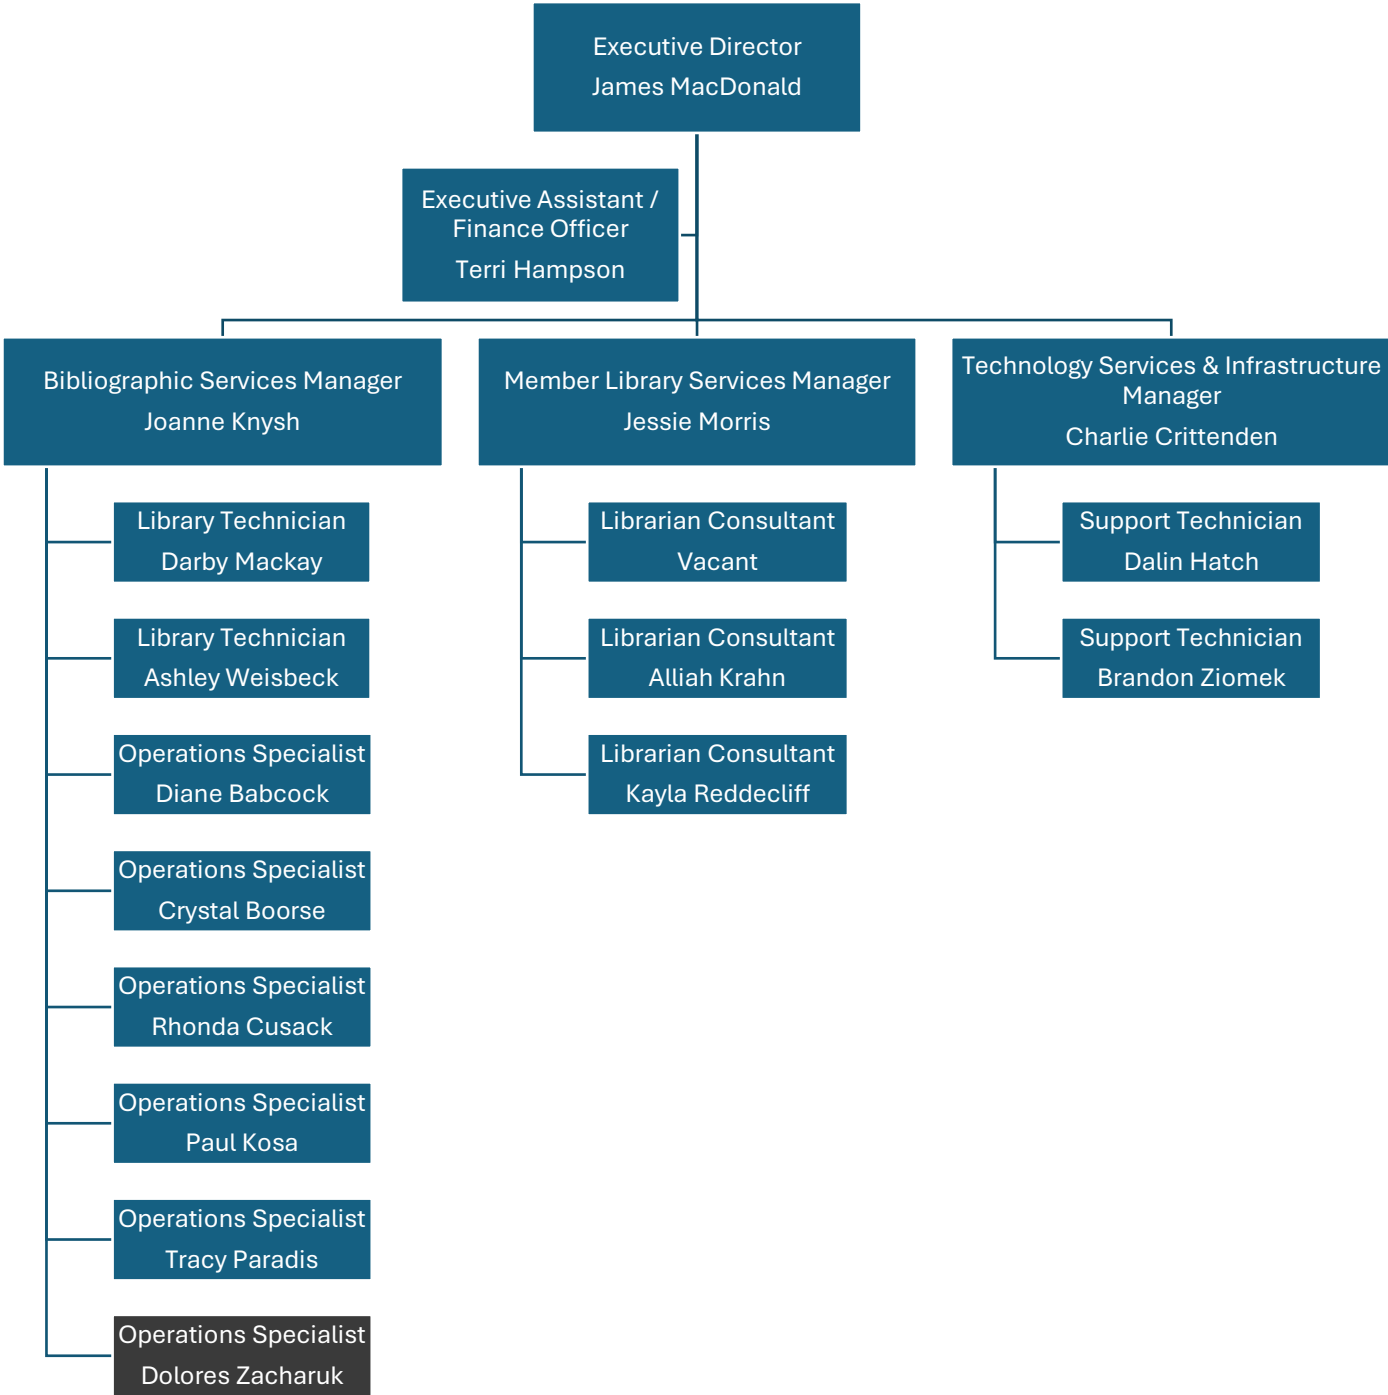 Executive Director
James MacDonald
Executive Assistant /
Finance Officer
Terri Hampson
Bibliographic Services Manager
Joanne Knysh
Member Library Services Manager
Jessie Morris
Technology Services & Infrastructure
Manager
Charlie Crittenden
Library Technician
Darby Mackay
Library Technician
Ashley Weisbeck
Operations Specialist
Diane Babcock
Operations Specialist
Crystal Boorse
Operations Specialist
Rhonda Cusack
Operations Specialist
Paul Kosa
Operations Specialist
Tracy Paradis
Operations Specialist
Dolores Zacharuk
Librarian Consultant
Vacant
Librarian Consultant
Alliah Krahn
Librarian Consultant
Kayla Reddecliff
Support Technician
Dalin Hatch
Support Technician
Brandon Ziomek